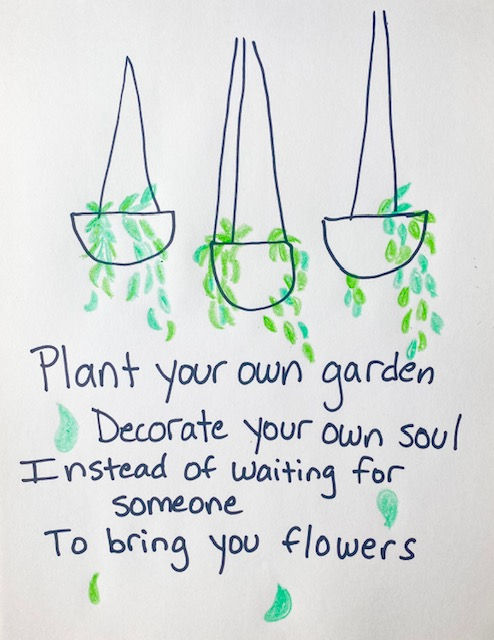 Plant your own garden
Decorate your own soul
Instead of waiting for
someone
To bring you flowers